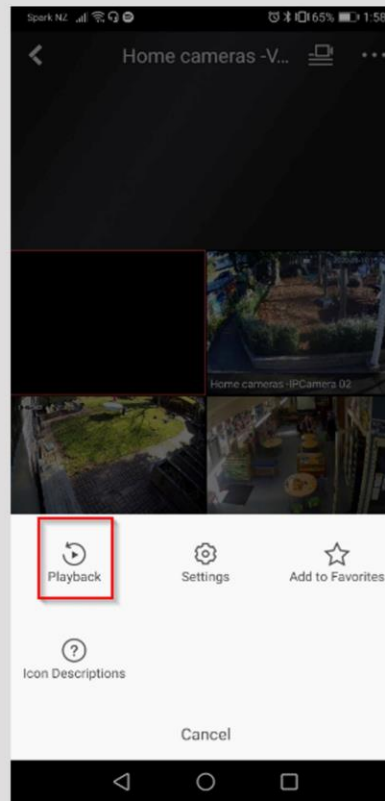 Spark NZ 65% 1:58
Home cameras -V... ...
Home cameras -IPCamera 02
Playback
Settings
Add to Favorites
Icon Descriptions
Cancel